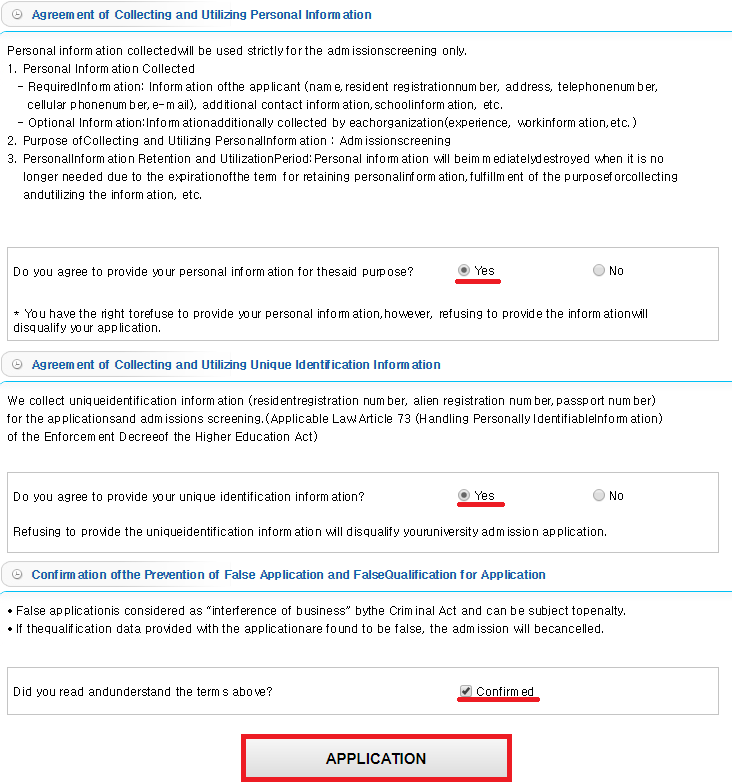 Agreement of Collecting and Utilizing Personal Information
Personal information collectedwill be used strictly for the admissionscreening only.
1. Personal Information Collected
- RequiredInformation: Information ofthe applicant (name, resident registrationnumber, address, telephonenumber,
cellular phonenumber, e-mail), additional contact information, schoolinformation, etc.
- Optional Information:Informationadditionally collected by eachorganization(experience, workinformation, etc.)
2. Purpose ofCollecting and Utilizing PersonalInformation : Admissionscreening
3. PersonalInformation Retention and UtilizationPeriod: Personal information will beimmediatelydestroyed when it is no
longer needed due to the expirationofthe term for retaining personalinformation, fulfillment of the purposeforcollecting
andutilizing the information, etc.
Do you agree to provide your personal information for thesaid purpose? Yes No
* You have the right torefuse to provide your personal information, however, refusing to provide the informationwill
disqualify your application.
Agreement of Collecting and Utilizing Unique Identification Information
We collect uniqueidentification information (residentregistration number, alien registration number, passport number)
for the applicationsand admissions screening.(Applicable Law:Article 73 (Handling Personally IdentifiableInformation)
of the Enforcement Decreeof the Higher Education Act)
Do you agree to provide your unique identification information? Yes No
Refusing to provide the uniqueidentification information will disqualify youruniversity admission application.
Confirmation ofthe Prevention of False Application and FalseQualification for Application
• False applicationis considered as “interference of business” bythe Criminal Act and can be subject topenalty.
• If thequalification data provided with the applicationare found to be false, the admission will becancelled.
Did you read andunderstand the terms above? Confirmed
APPLICATION